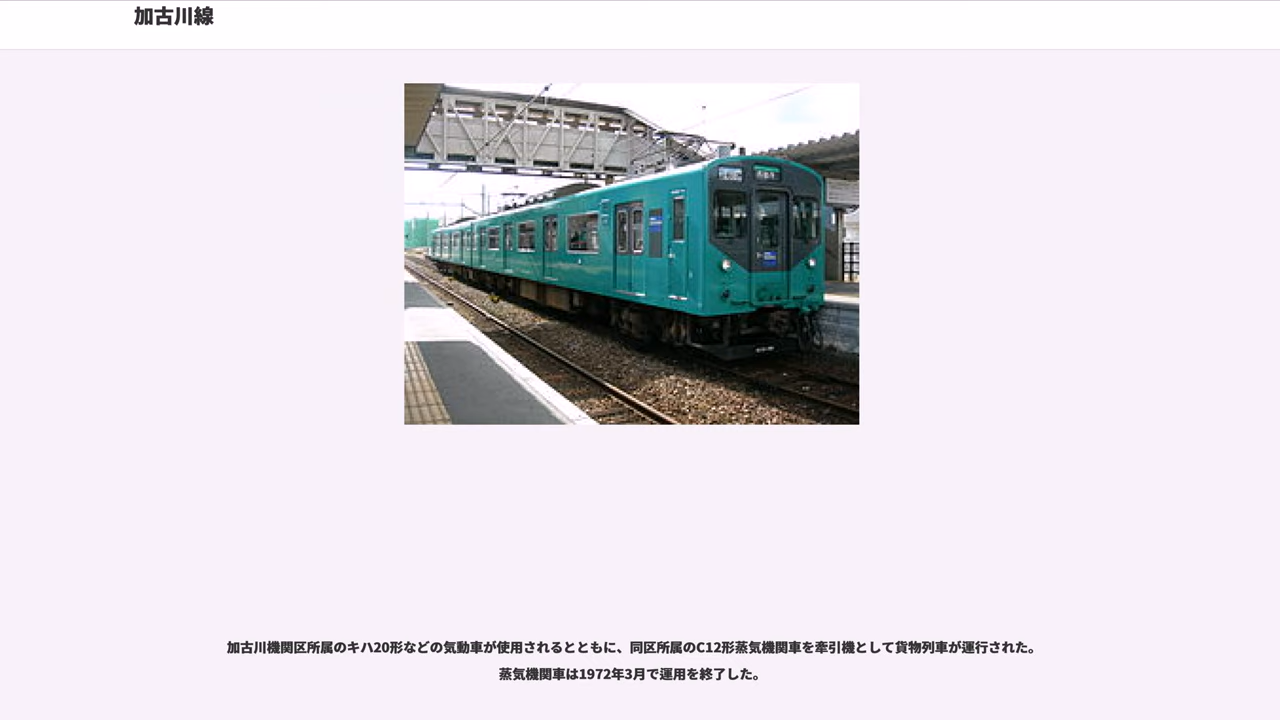 加古川線
加古川機関区所属のキハ20形などの気動車が使用されるとともに、同区所属のC12形蒸気機関車を牽引機として貨物列車が運行された。
蒸気機関車は1972年3月で運用を終了した。